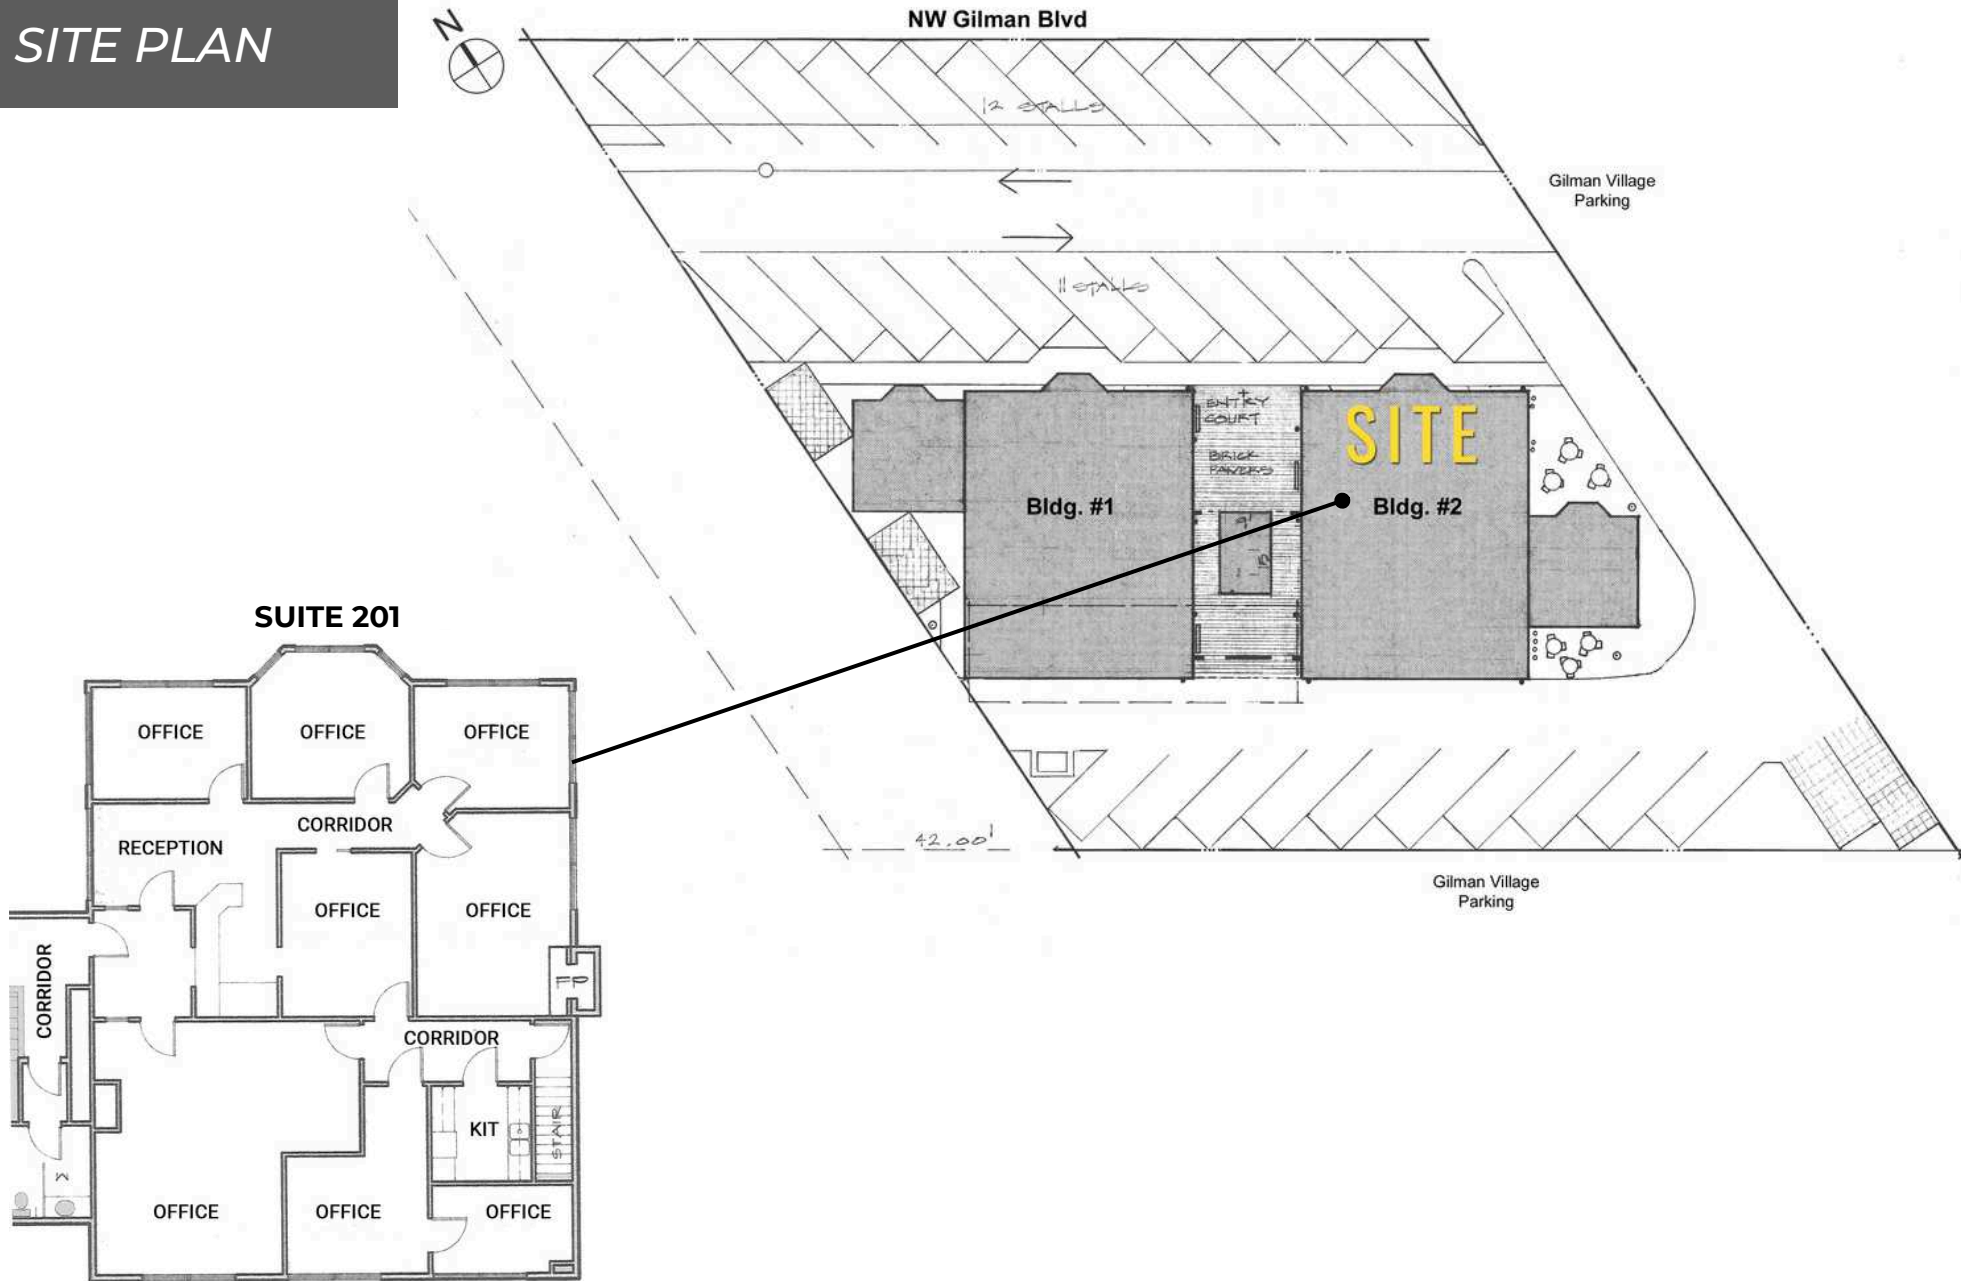 SITE PLAN
N
NW Gilman Blvd
12 STALLS
Gilman Village
Parking
11 STALLS
ENTRY
COURT
BRICK
PAVERS
SITE
Bldg. #1
Bldg. #2
9'
SUITE 201
OFFICE
OFFICE
OFFICE
CORRIDOR
RECEPTION
42.00'
Gilman Village
Parking
OFFICE
OFFICE
CORRIDOR
CORRIDOR
KIT
STAIR
W
OFFICE
OFFICE
OFFICE